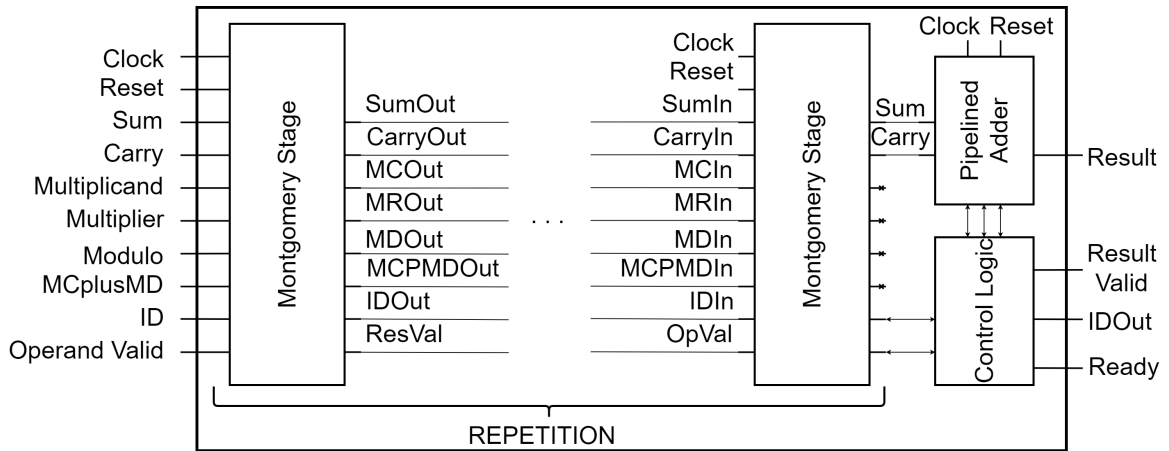 Clock
Reset
Sum
Carry
Multiplicand
Multiplier
Modulo
MCplusMD
ID
Operand Valid
Montgomery Stage
SumOut
CarryOut
MCOut
MROut
MDOut
MCPMDOut
IDOut
ResVal
. . .
Clock
Reset
SumIn
CarryIn
MCIn
MRIn
MDIn
MCPMDIn
IDIn
OpVal
Montgomery Stage
Sum
Carry
Clock Reset
Pipelined
Adder
Control Logic
Result
Result
Valid
IDOut
Ready
REPETITION